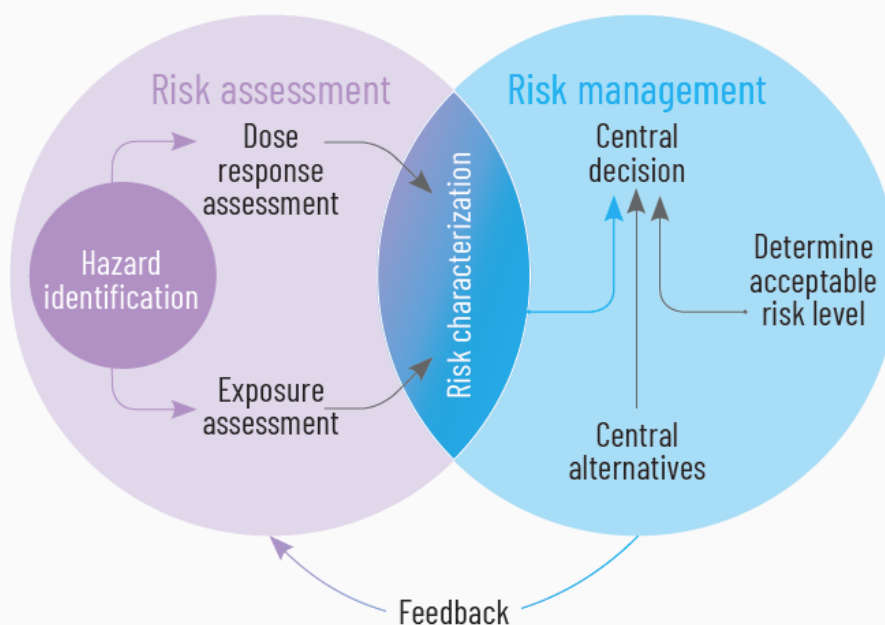 Risk assessment
Risk management
Dose
response
assessment
Hazard
identification
Exposure
assessment
Risk characterization
Central
decision
Determine
acceptable
risk level
Central
alternatives
Feedback